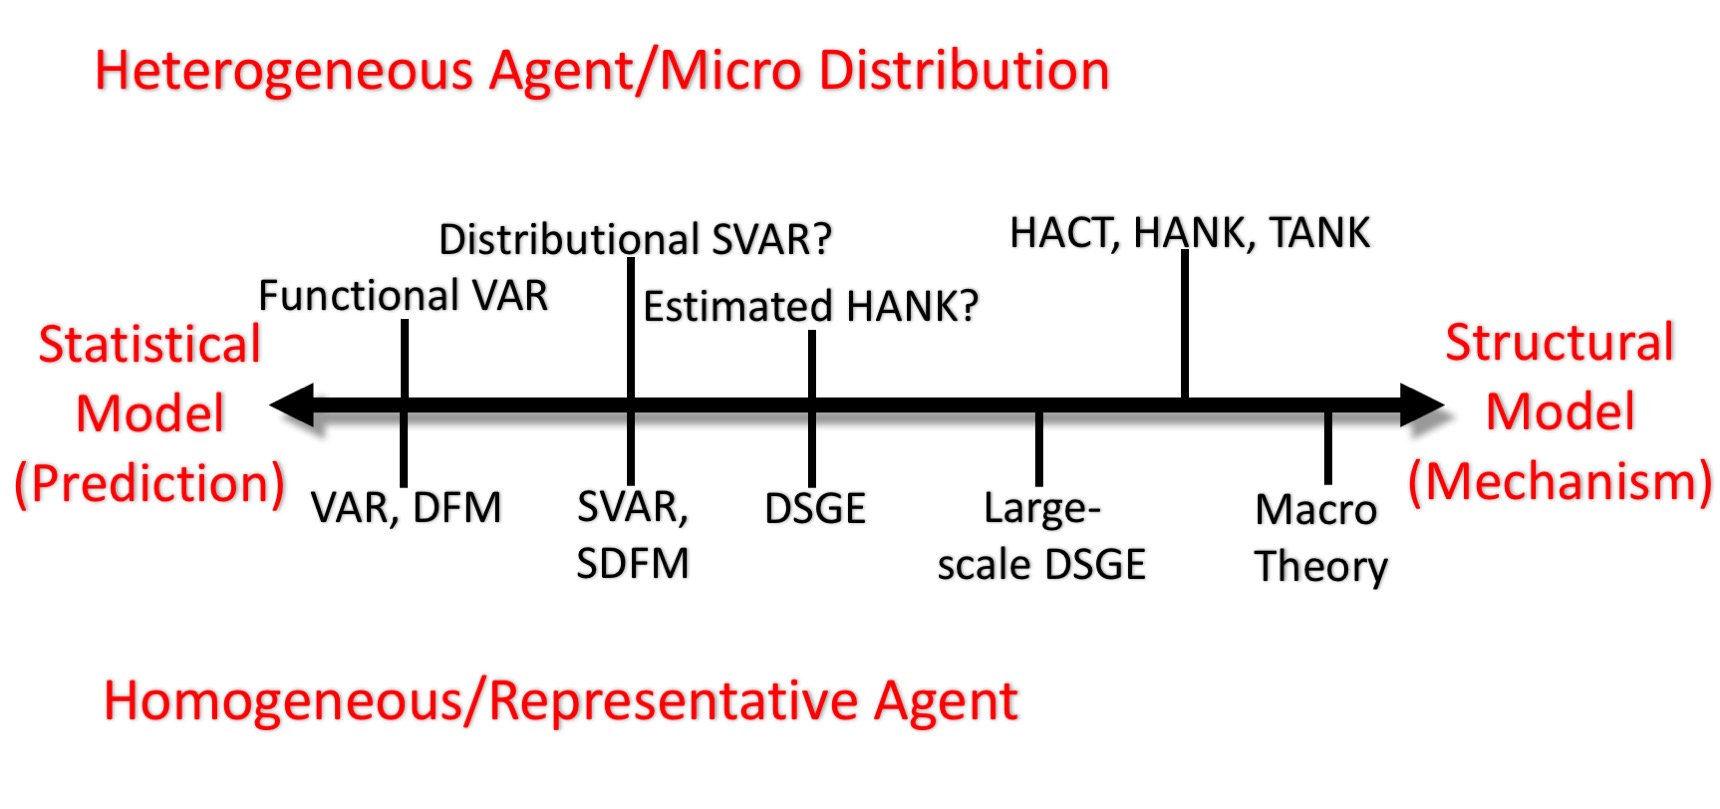 Heterogeneous Agent/Micro Distribution
Distributional SVAR?
HACT, HANK, TANK
Functional VAR
Estimated HANK?
Statistical
Model
(Prediction)
Structural
Model
(Mechanism)
VAR, DFM
SVAR,
SDFM
DSGE
Large-
scale DSGE
Macro
Theory
Homogeneous/Representative Agent